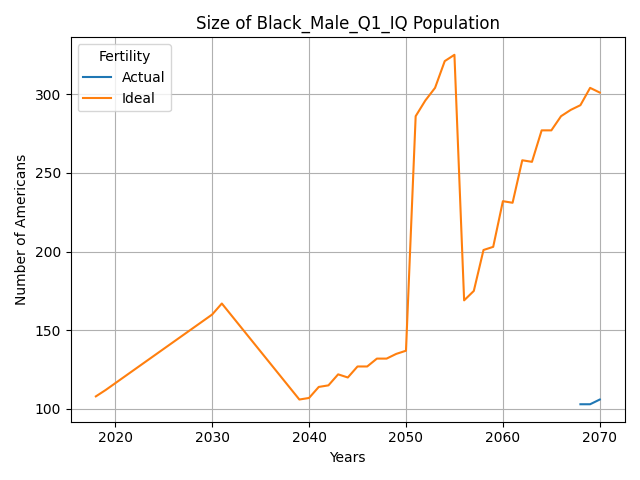 Size of Black_Male_Q1_IQ Population
Fertility
Actual
Ideal
Number of Americans
300
250
200
150
100
2020
2030
2040
2050
2060
2070
Years